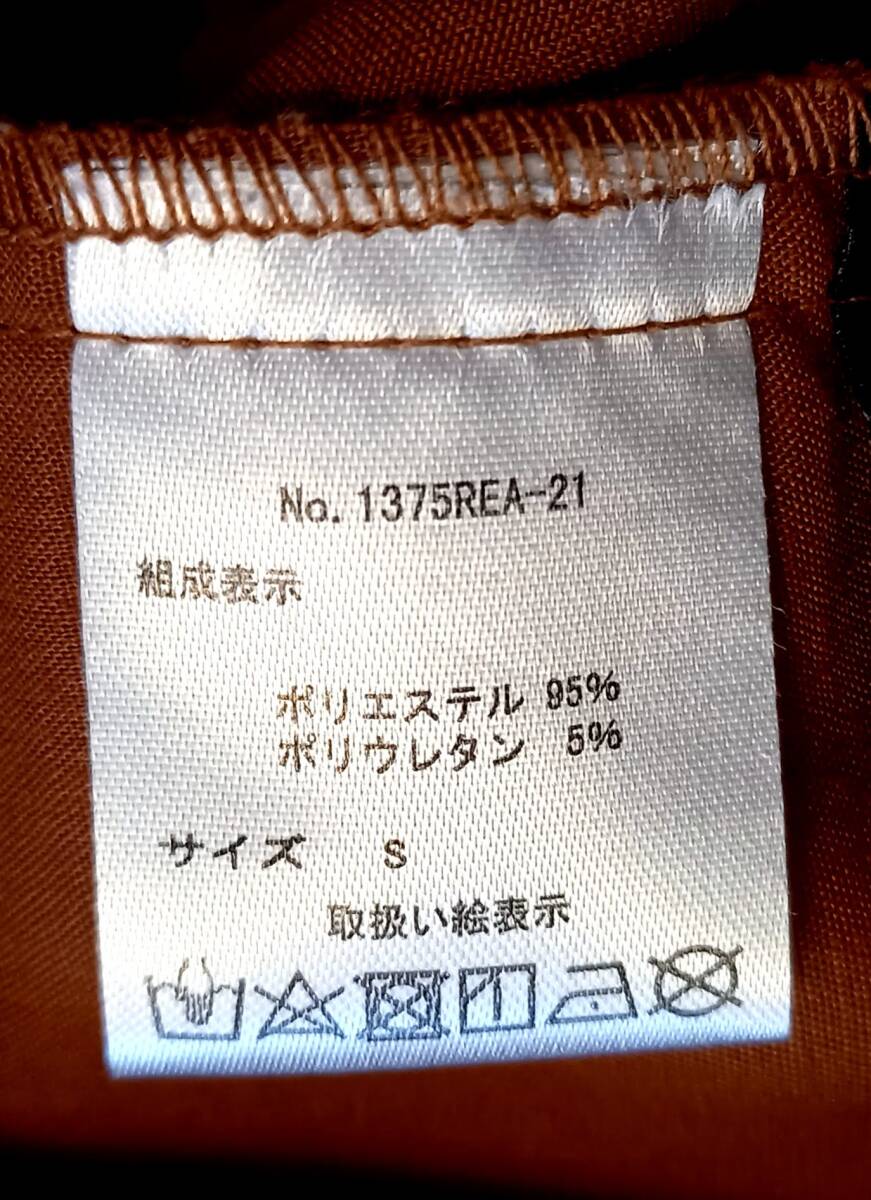 No. 1375REA-21
組成表示
ポリエステル 95%
ポリウレタン 5%
サイズ S
取扱い絵表示